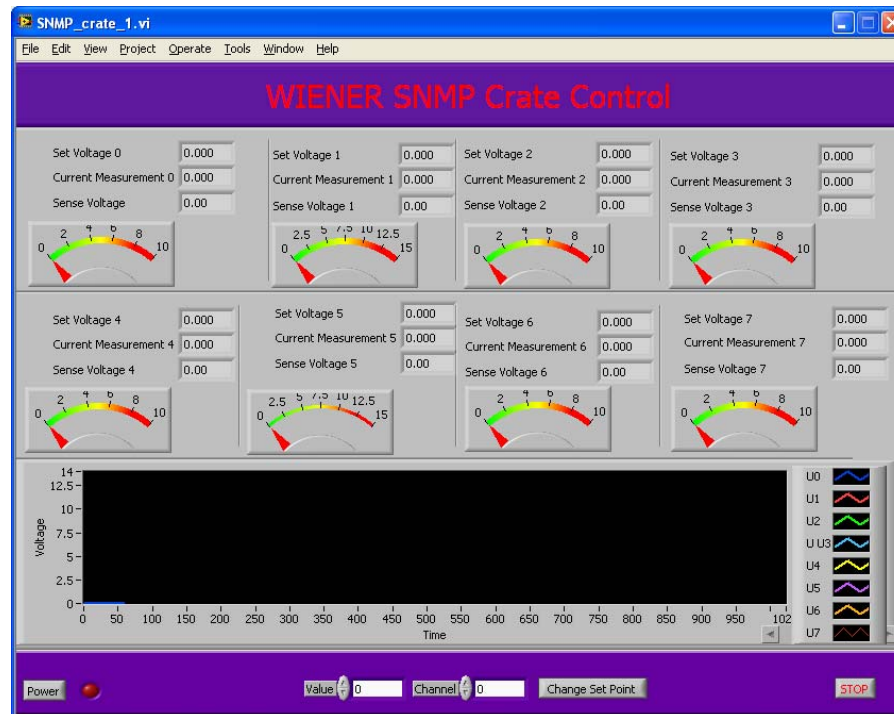 SNMP_crate_1.vi
File Edit View Project Operate Tools Window Help
WIENER SNMP Crate Control
Set Voltage 0 0.000
Current Measurement 0 0.000
Sense Voltage 0.00
0 2 4 6 8 10
Set Voltage 1 0.000
Current Measurement 1 0.000
Sense Voltage 1 0.00
0 2.5 5 7.5 10 12.5 15
Set Voltage 2 0.000
Current Measurement 2 0.000
Sense Voltage 2 0.00
0 2 4 6 8 10
Set Voltage 3 0.000
Current Measurement 3 0.000
Sense Voltage 3 0.00
0 2 4 6 8 10
Set Voltage 4 0.000
Current Measurement 4 0.000
Sense Voltage 4 0.00
0 2 4 6 8 10
Set Voltage 5 0.000
Current Measurement 5 0.000
Sense Voltage 5 0.00
0 2.5 5 7.5 10 12.5 15
Set Voltage 6 0.000
Current Measurement 6 0.000
Sense Voltage 6 0.00
0 2 4 6 8 10
Set Voltage 7 0.000
Current Measurement 7 0.000
Sense Voltage 7 0.00
0 2 4 6 8 10
Voltage
14
12.5
10
7.5
5
2.5
0
0 50 100 150 200 250 300 350 400 450 500 550 600 650 700 750 800 850 900 950 102
Time
U0
U1
U2
U U3
U4
U5
U6
U7
Power Value 0 Channel 0 Change Set Point STOP